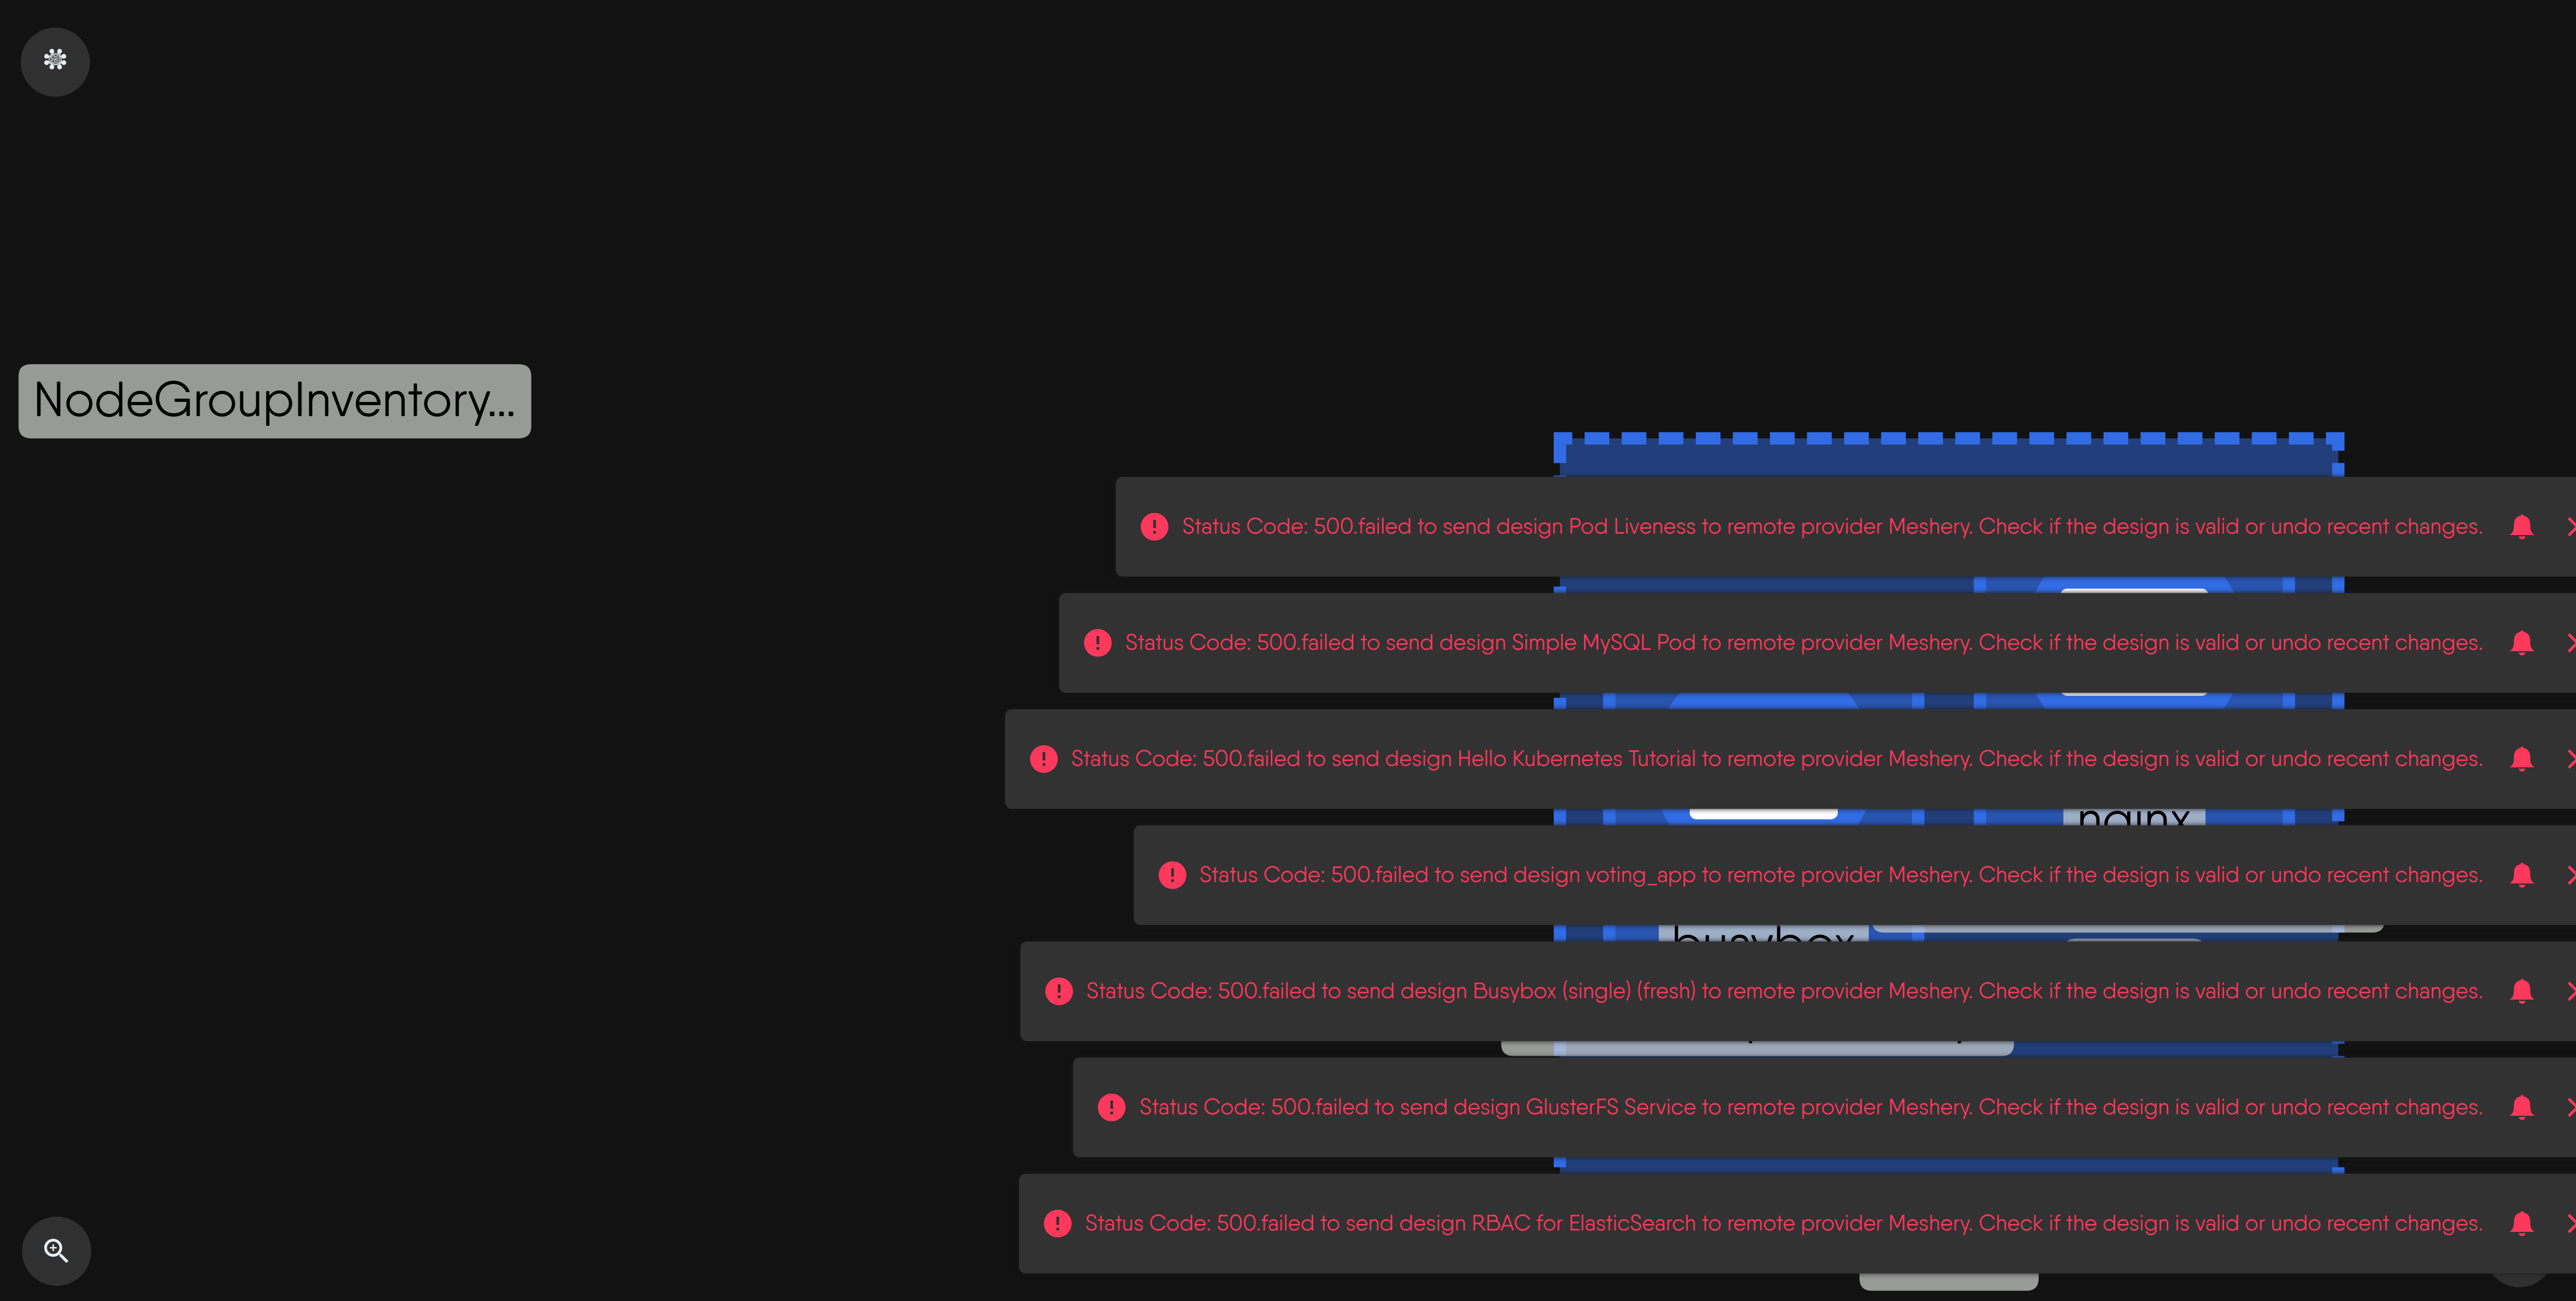 NodeGroupInventory...
Status Code: 500.failed to send design Pod Liveness to remote provider Meshery. Check if the design is valid or undo recent changes.
Status Code: 500.failed to send design Simple MySQL Pod to remote provider Meshery. Check if the design is valid or undo recent changes.
Status Code: 500.failed to send design Hello Kubernetes Tutorial to remote provider Meshery. Check if the design is valid or undo recent changes.
nginx
Status Code: 500.failed to send design voting_app to remote provider Meshery. Check if the design is valid or undo recent changes.
busybox
Status Code: 500.failed to send design Busybox (single) (fresh) to remote provider Meshery. Check if the design is valid or undo recent changes.
Status Code: 500.failed to send design GlusterFS Service to remote provider Meshery. Check if the design is valid or undo recent changes.
Status Code: 500.failed to send design RBAC for ElasticSearch to remote provider Meshery. Check if the design is valid or undo recent changes.